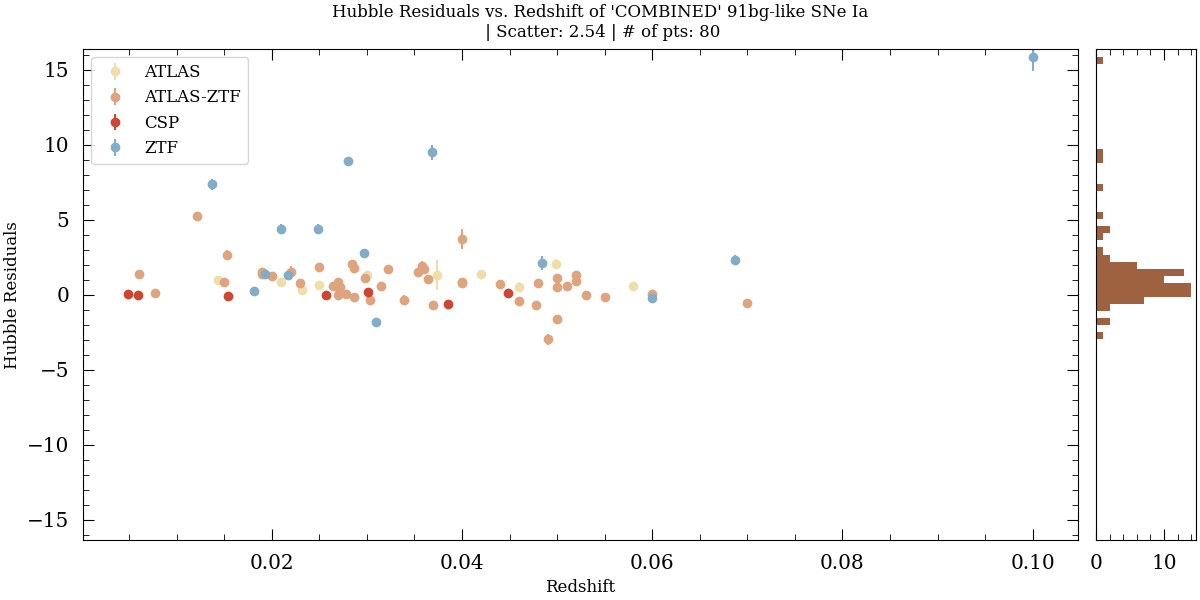 Hubble Residuals vs. Redshift of 'COMBINED' 91bg-like SNe Ia
| Scatter: 2.54 | # of pts: 80
ATLAS
ATLAS-ZTF
CSP
ZTF
Hubble Residuals
15
10
5
0
−5
−10
−15
0.02
0.04
0.06
0.08
0.10
Redshift
0
10